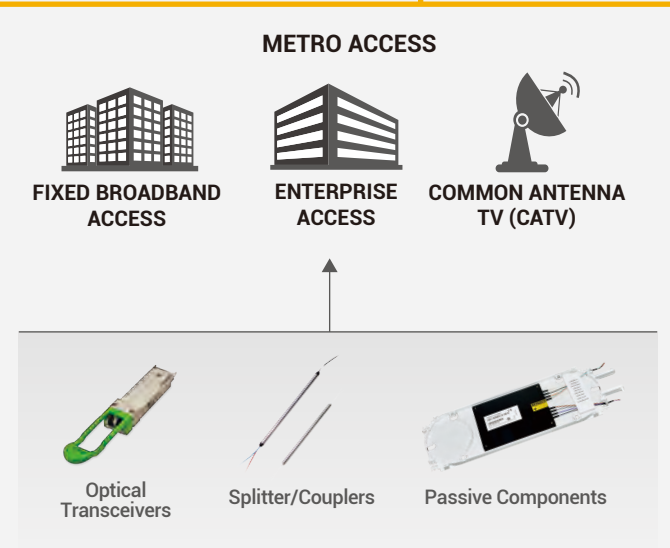 METRO ACCESS
FIXED BROADBAND
ACCESS
ENTERPRISE
ACCESS
COMMON ANTENNA
TV (CATV)
Optical
Transceivers
Splitter/Couplers
Passive Components